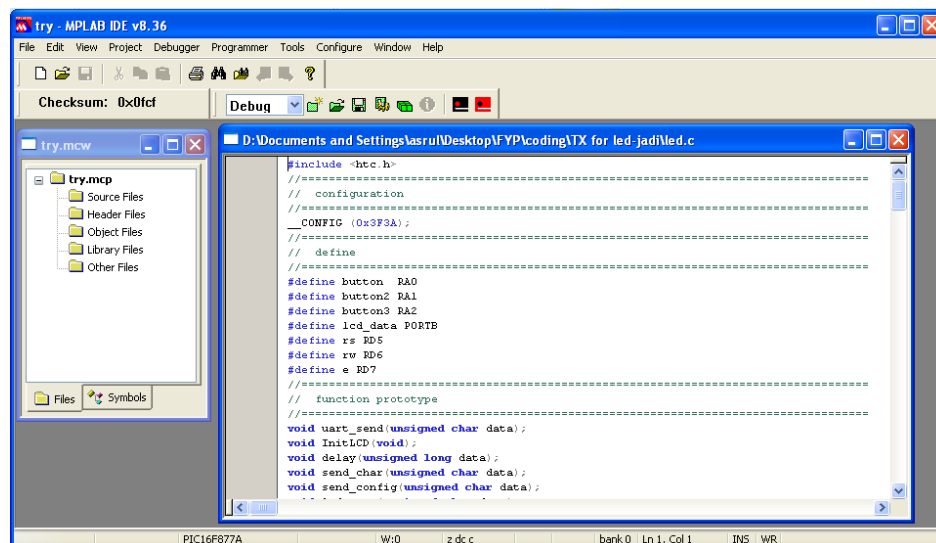 try - MPLAB IDE v8.36
File Edit View Project Debugger Programmer Tools Configure Window Help
Checksum: 0x0fcf
Debug
try.mcw
try.mcp
Source Files
Header Files
Object Files
Library Files
Other Files
Files
Symbols
D:\Documents and Settings\asrul\Desktop\FYP\coding\TX for led-jadi\led.c
#include <htc.h>
//==========================================================================
//  configuration
//==========================================================================
__CONFIG (0x3F3A);
//==========================================================================
//  define
//==========================================================================
#define button  RA0
#define button2 RA1
#define button3 RA2
#define lcd_data PORTB
#define rs RD5
#define rw RD6
#define e RD7
//==========================================================================
//  function prototype
//==========================================================================
void uart_send(unsigned char data);
void InitLCD(void);
void delay(unsigned long data);
void send_char(unsigned char data);
void send_config(unsigned char data);
PIC16F877A W:0 z dc c bank 0 Ln 1, Col 1 INS WR